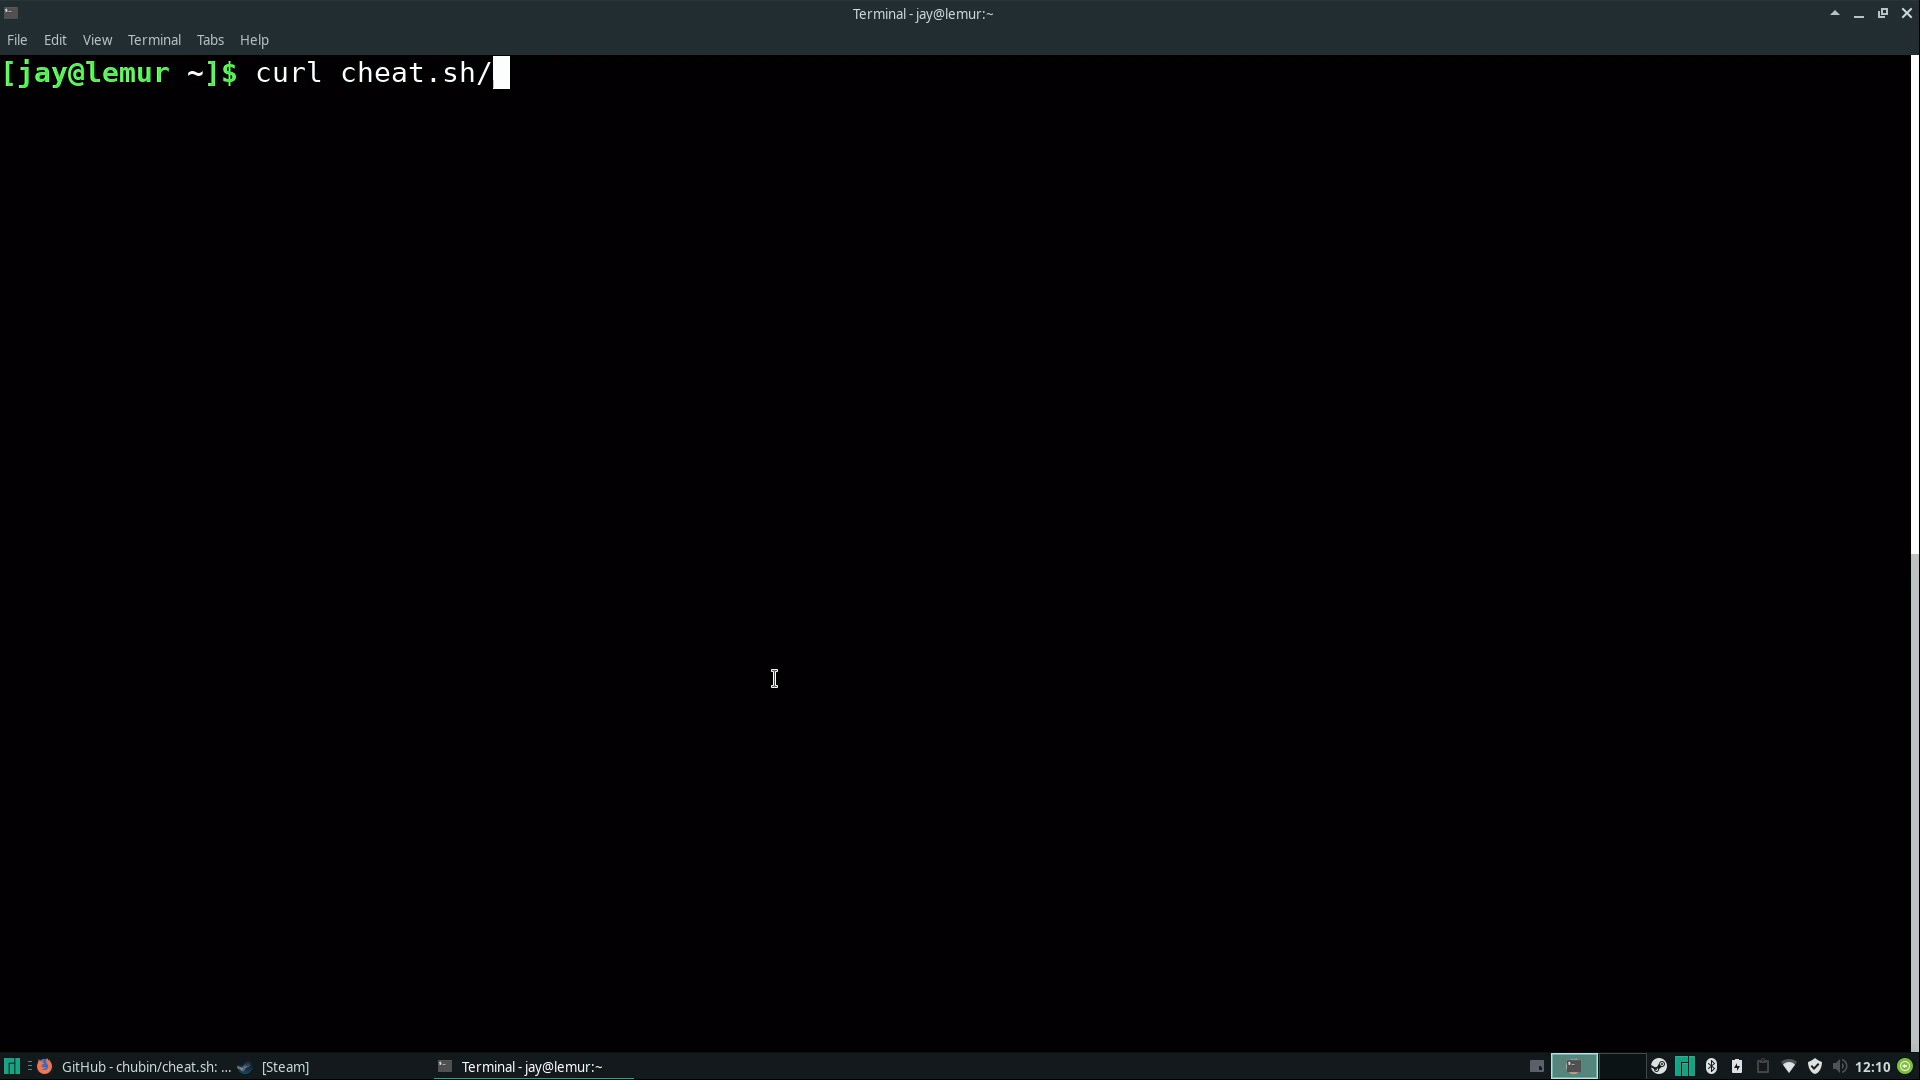 Terminal - jay@lemur:~
File Edit View Terminal Tabs Help
[jay@lemur ~]$ curl cheat.sh/
GitHub - chubin/cheat.sh: ... [Steam] Terminal - jay@lemur:~ 12:10